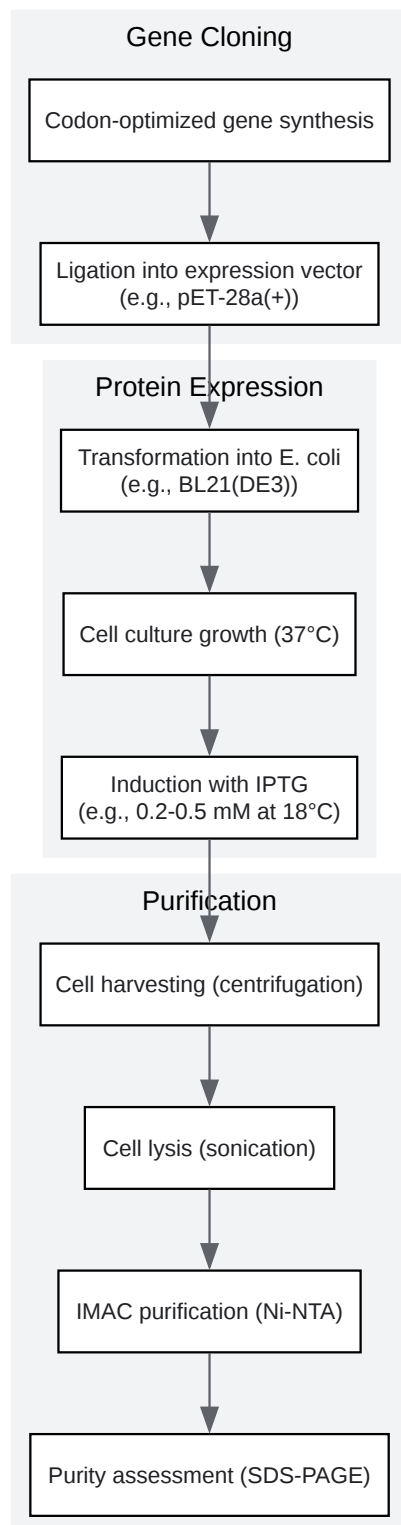 Gene Cloning
Codon-optimized gene synthesis
Ligation into expression vector
(e.g., pET-28a(+))
Protein Expression
Transformation into E. coli
(e.g., BL21(DE3))
Cell culture growth (37°C)
Induction with IPTG
(e.g., 0.2-0.5 mM at 18°C)
Purification
Cell harvesting (centrifugation)
Cell lysis (sonication)
IMAC purification (Ni-NTA)
Purity assessment (SDS-PAGE)